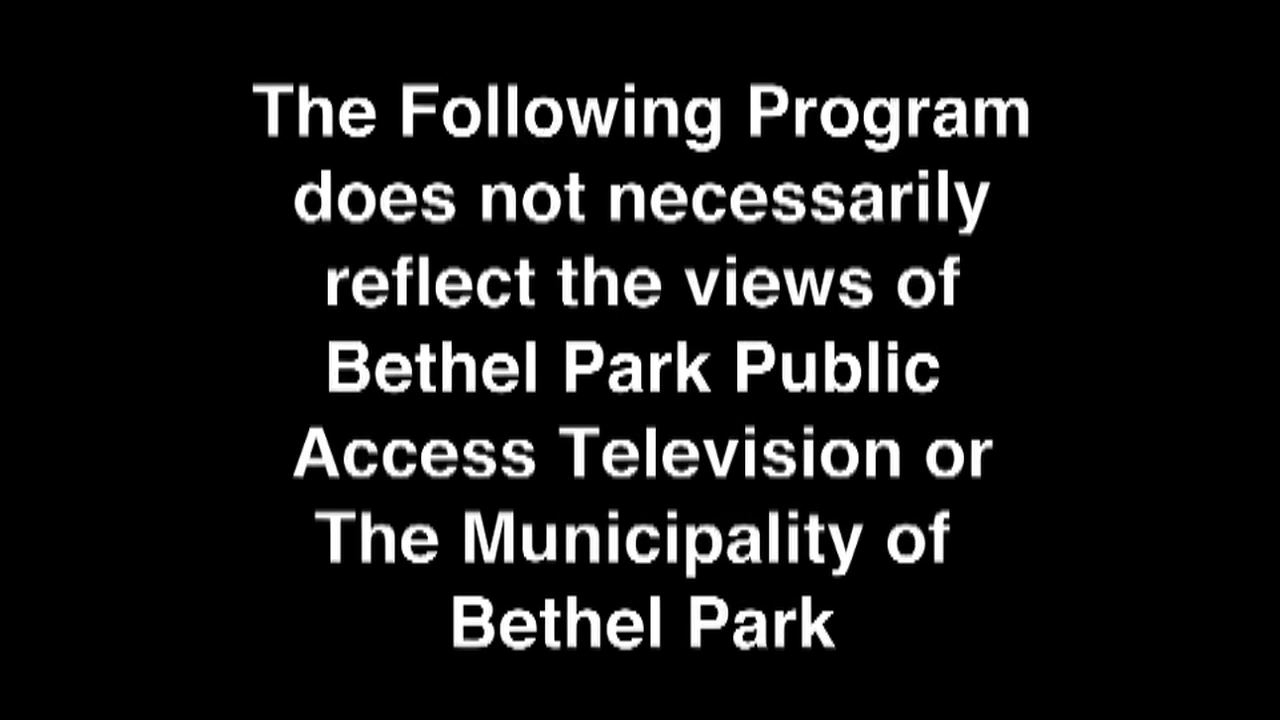 The Following Program
does not necessarily
reflect the views of
Bethel Park Public
Access Television or
The Municipality of
Bethel Park